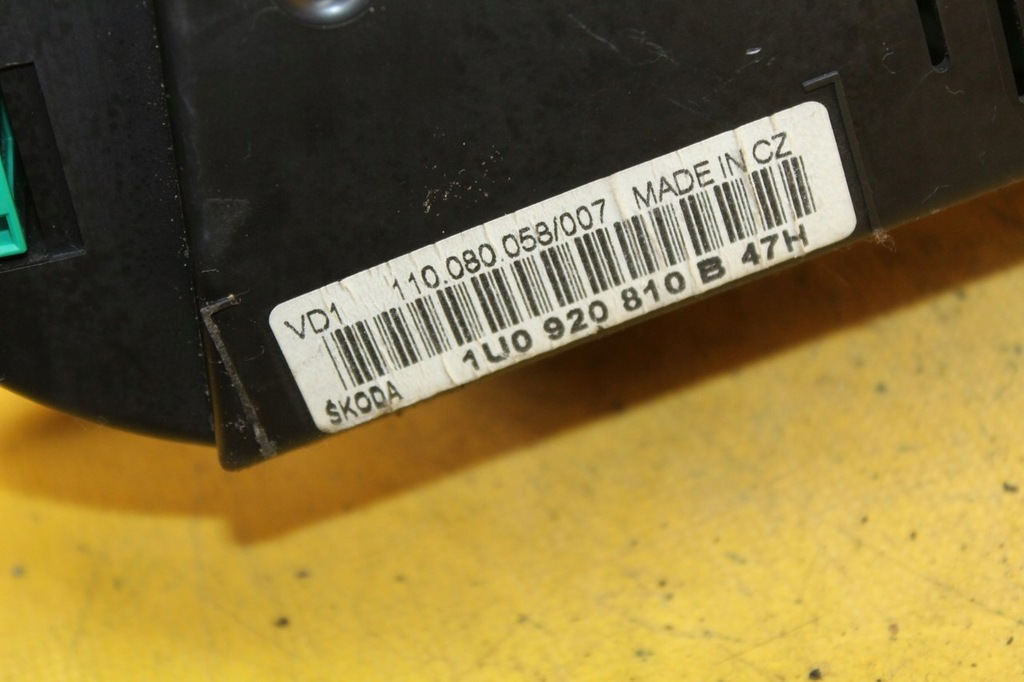 VD1 110.080.058/007 MADE IN CZ
ŠKODA 1U0 920 810 B 47H